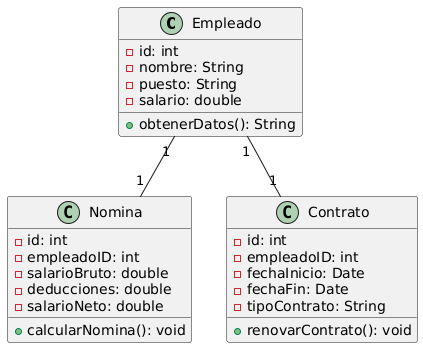 C Empleado
id: int
nombre: String
puesto: String
salario: double
obtenerDatos(): String
1 1
1 1
C Nomina
id: int
empleadoID: int
salarioBruto: double
deducciones: double
salarioNeto: double
calcularNomina(): void
C Contrato
id: int
empleadoID: int
fechaInicio: Date
fechaFin: Date
tipoContrato: String
renovarContrato(): void